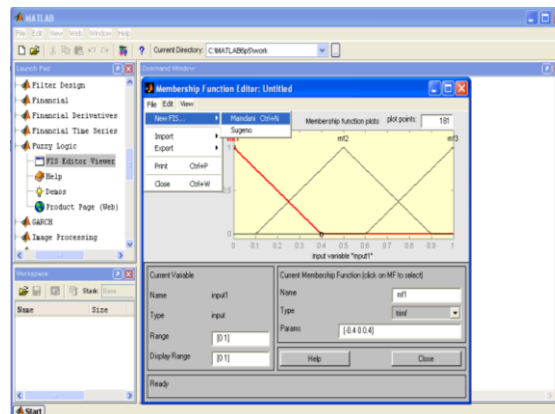 MATLAB
File Edit View Web Window Help
? Current Directory: C:\MATLAB6p5\work
Launch Pad
Command Window
Filter Design
Financial
Financial Derivatives
Financial Time Series
Fuzzy Logic
FIS Editor Viewer
Help
Demos
Product Page (Web)
GARCH
Image Processing
Workspace
Stack: Base
Name Size
Start
Membership Function Editor: Untitled
File Edit View
New FIS... Mamdani Ctrl+N
Sugeno
Import
Export
Print Ctrl+P
Close Ctrl+W
Membership function plots plot points: 181
mf1 mf2 mf3
1
0.5
0
0 0.1 0.2 0.3 0.4 0.5 0.6 0.7 0.8 0.9 1
input variable "input1"
Current Variable
Name input1
Type input
Range [0 1]
Display Range [0 1]
Current Membership Function (click on MF to select)
Name mf1
Type trimf
Params [-0.4 0 0.4]
Help Close
Ready